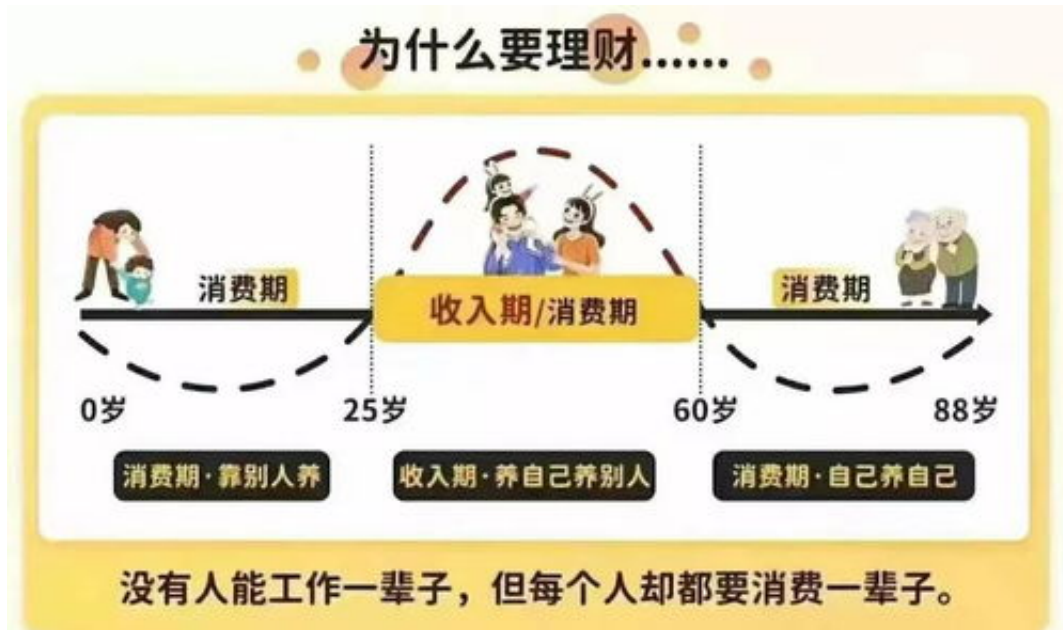 为什么要理财......
消费期
收入期/消费期
消费期
0岁
25岁
60岁
88岁
消费期·靠别人养
收入期·养自己养别人
消费期·自己养自己
没有人能工作一辈子，但每个人却都要消费一辈子。